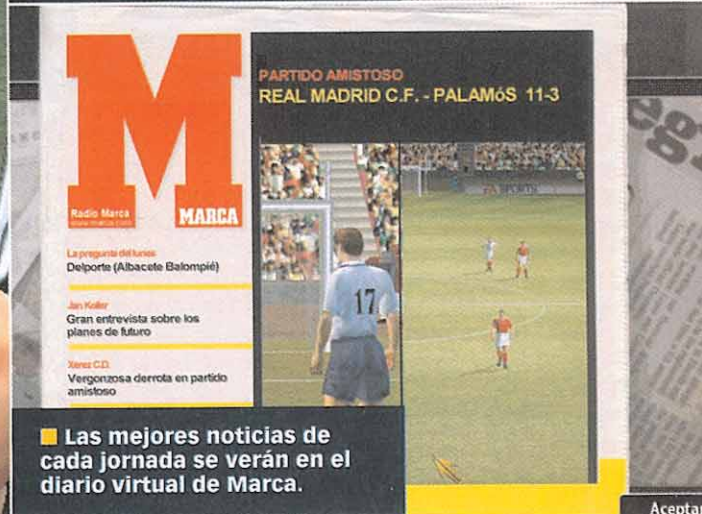 M
Radio Marca
www.marca.com
MARCA
PARTIDO AMISTOSO
REAL MADRID C.F. - PALAMóS 11-3
La pregunta del lunes
Delporte (Albacete Balompié)
Jan Koller
Gran entrevista sobre los
planes de futuro
Xerez C.D.
Vergonzosa derrota en partido
amistoso
EA SPORTS
17
Las mejores noticias de
cada jornada se verán en el
diario virtual de Marca.
Aceptar